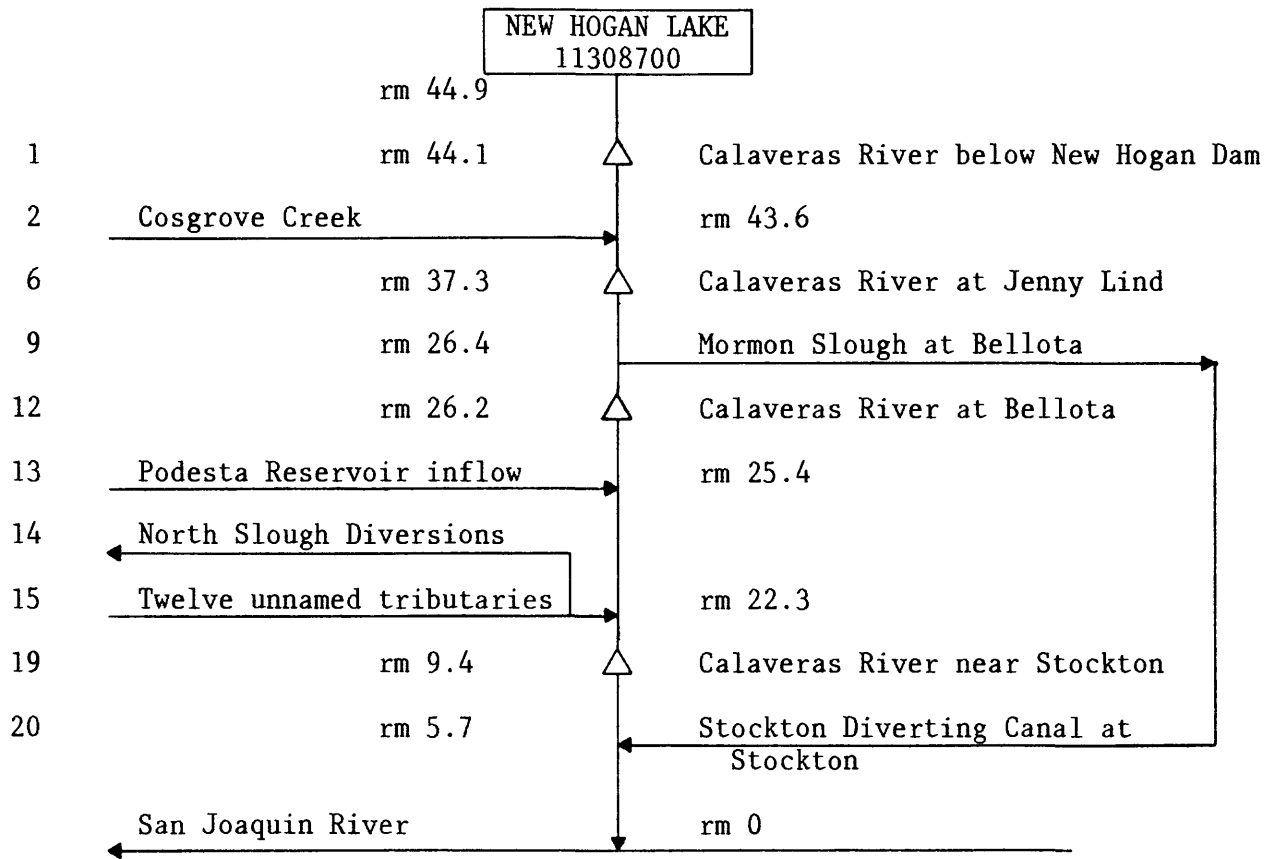 NEW HOGAN LAKE
11308700
rm 44.9
1 rm 44.1 Calaveras River below New Hogan Dam
2 Cosgrove Creek rm 43.6
6 rm 37.3 Calaveras River at Jenny Lind
9 rm 26.4 Mormon Slough at Bellota
12 rm 26.2 Calaveras River at Bellota
13 Podesta Reservoir inflow rm 25.4
14 North Slough Diversions
15 Twelve unnamed tributaries rm 22.3
19 rm 9.4 Calaveras River near Stockton
20 rm 5.7 Stockton Diverting Canal at
Stockton
San Joaquin River rm 0